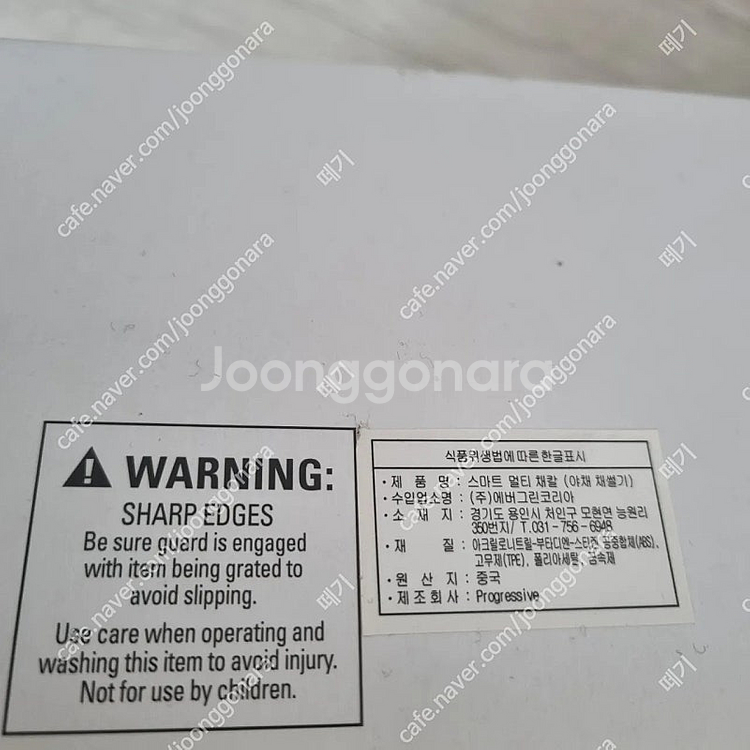 Joonggonara
WARNING:
SHARP EDGES
Be sure guard is engaged
with item being grated to
avoid slipping.
Use care when operating and
washing this item to avoid injury.
Not for use by children.
식품위생법에 따른 한글표시
· 제 품 명 : 스마트 멀티 채칼 (야채 채썰기)
· 수입업소명 : (주)에버그린코리아
· 소 재 지 : 경기도 용인시 처인구 모현면 능원리
350번지/ T.031-756-6948
· 재 질 : 아크릴로니트릴-부타디엔-스티렌 공중합체(ABS),
고무제(TPE), 폴리아세탈, 금속제
· 원 산 지 : 중국
· 제조회사 : Progressive
cafe.naver.com/joonggonara
떼기